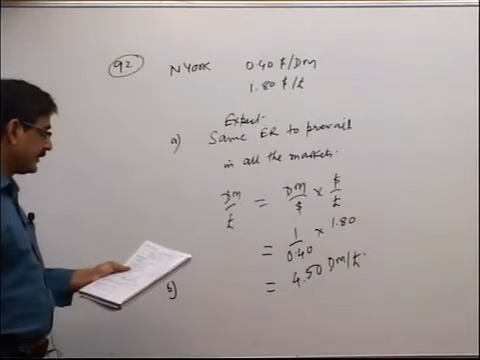 92
N York 0.40 $/DM
1.80 $/£
Expect.
a) Same ER to prevail
in all the markets.
DM/£ = DM/$ × $/£
= 1/0.40 × 1.80
= 4.50 DM/£.
b)